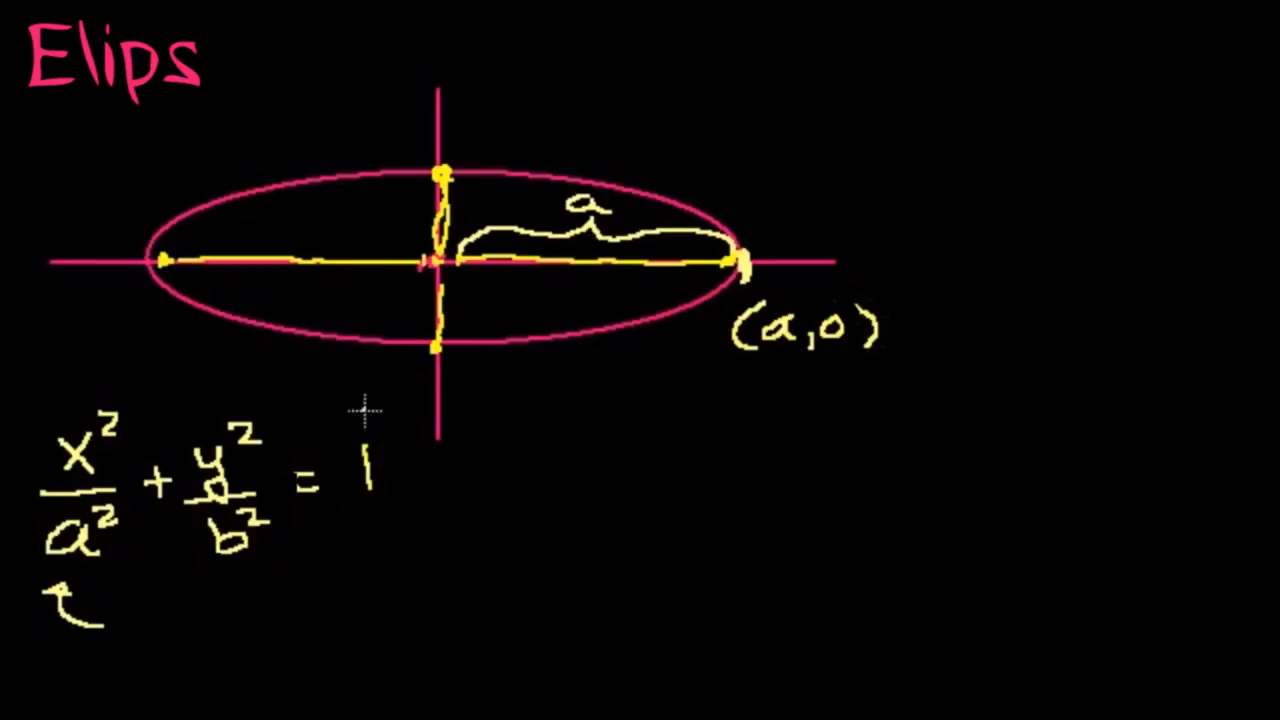 Elips
a
(a,0)
x² + y² = 1
a² b²